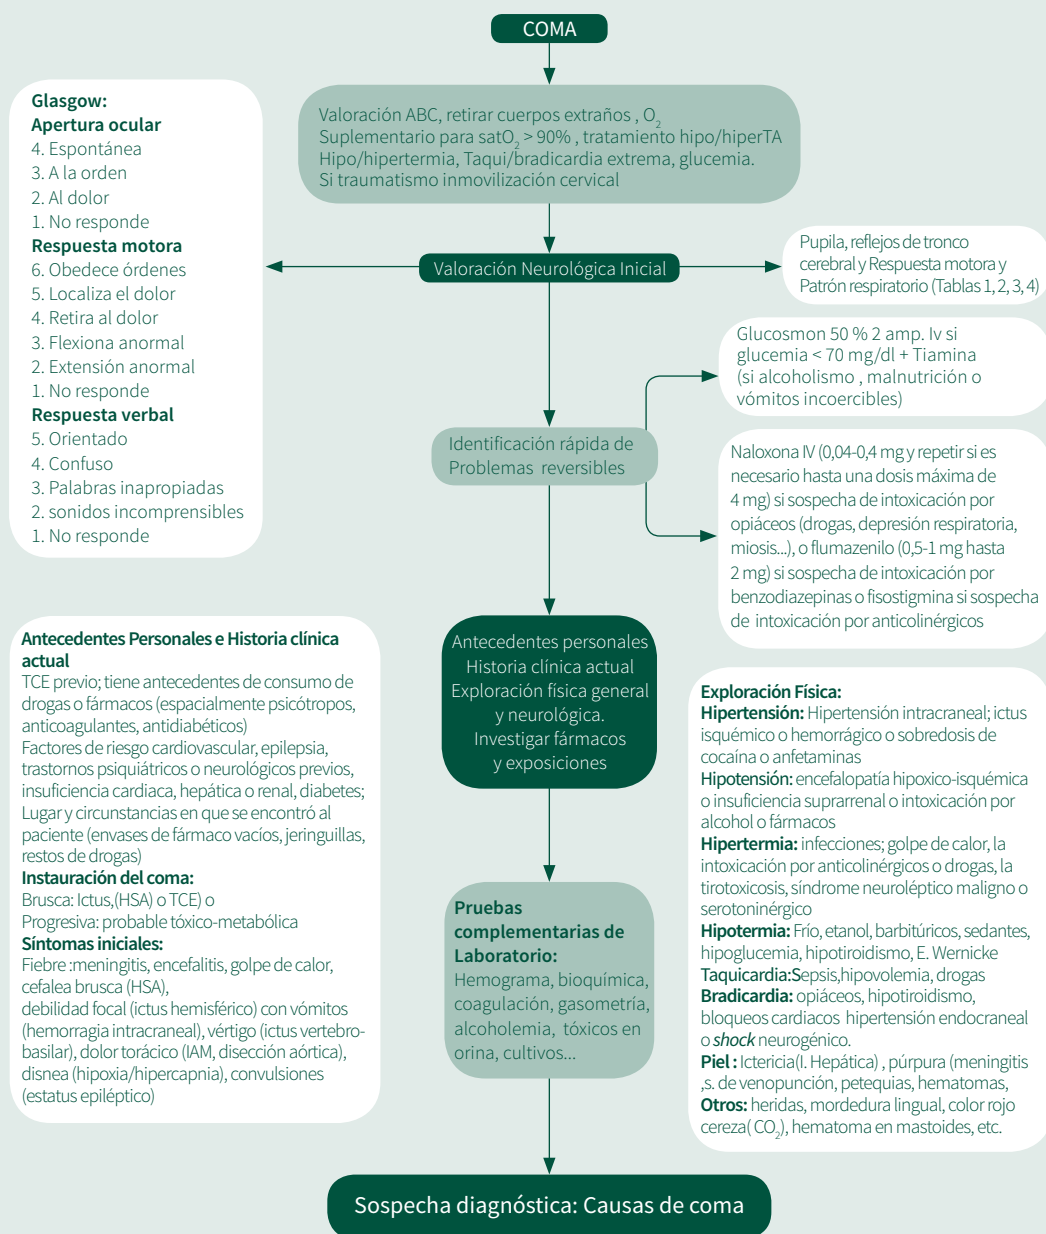 COMA
Valoración ABC, retirar cuerpos extraños , O₂
Suplementario para satO₂ > 90% , tratamiento hipo/hiperTA
Hipo/hipertermia, Taqui/bradicardia extrema, glucemia.
Si traumatismo inmovilización cervical
Glasgow:
Apertura ocular
4. Espontánea
3. A la orden
2. Al dolor
1. No responde
Respuesta motora
6. Obedece órdenes
5. Localiza el dolor
4. Retira al dolor
3. Flexiona anormal
2. Extensión anormal
1. No responde
Respuesta verbal
5. Orientado
4. Confuso
3. Palabras inapropiadas
2. sonidos incomprensibles
1. No responde
Valoración Neurológica Inicial
Pupila, reflejos de tronco
cerebral y Respuesta motora y
Patrón respiratorio (Tablas 1, 2, 3, 4)
Glucosmon 50 % 2 amp. Iv si
glucemia < 70 mg/dl + Tiamina
(si alcoholismo , malnutrición o
vómitos incoercibles)
Identificación rápida de
Problemas reversibles
Naloxona IV (0,04-0,4 mg y repetir si es
necesario hasta una dosis máxima de
4 mg) si sospecha de intoxicación por
opiáceos (drogas, depresión respiratoria,
miosis...), o flumazenilo (0,5-1 mg hasta
2 mg) si sospecha de intoxicación por
benzodiazepinas o fisostigmina si sospecha
de intoxicación por anticolinérgicos
Antecedentes personales
Historia clínica actual
Exploración física general
y neurológica.
Investigar fármacos
y exposiciones
Antecedentes Personales e Historia clínica
actual
TCE previo; tiene antecedentes de consumo de
drogas o fármacos (espacialmente psicótropos,
anticoagulantes, antidiabéticos)
Factores de riesgo cardiovascular, epilepsia,
trastornos psiquiátricos o neurológicos previos,
insuficiencia cardiaca, hepática o renal, diabetes;
Lugar y circunstancias en que se encontró al
paciente (envases de fármaco vacíos, jeringuillas,
restos de drogas)
Instauración del coma:
Brusca: Ictus,(HSA) o TCE) o
Progresiva: probable tóxico-metabólica
Síntomas iniciales:
Fiebre :meningitis, encefalitis, golpe de calor,
cefalea brusca (HSA),
debilidad focal (ictus hemisférico) con vómitos
(hemorragia intracraneal), vértigo (ictus vertebro-
basilar), dolor torácico (IAM, disección aórtica),
disnea (hipoxia/hipercapnia), convulsiones
(estatus epiléptico)
Exploración Física:
Hipertensión: Hipertensión intracraneal; ictus
isquémico o hemorrágico o sobredosis de
cocaína o anfetaminas
Hipotensión: encefalopatía hipoxico-isquémica
o insuficiencia suprarrenal o intoxicación por
alcohol o fármacos
Hipertermia: infecciones; golpe de calor, la
intoxicación por anticolinérgicos o drogas, la
tirotoxicosis, síndrome neuroléptico maligno o
serotoninérgico
Hipotermia: Frío, etanol, barbitúricos, sedantes,
hipoglucemia, hipotiroidismo, E. Wernicke
Taquicardia:Sepsis,hipovolemia, drogas
Bradicardia: opiáceos, hipotiroidismo,
bloqueos cardiacos hipertensión endocraneal
o shock neurogénico.
Piel : Ictericia(I. Hepática) , púrpura (meningitis
,s. de venopunción, petequias, hematomas,
Otros: heridas, mordedura lingual, color rojo
cereza( CO₂), hematoma en mastoides, etc.
Pruebas
complementarias de
Laboratorio:
Hemograma, bioquímica,
coagulación, gasometría,
alcoholemia, tóxicos en
orina, cultivos...
Sospecha diagnóstica: Causas de coma